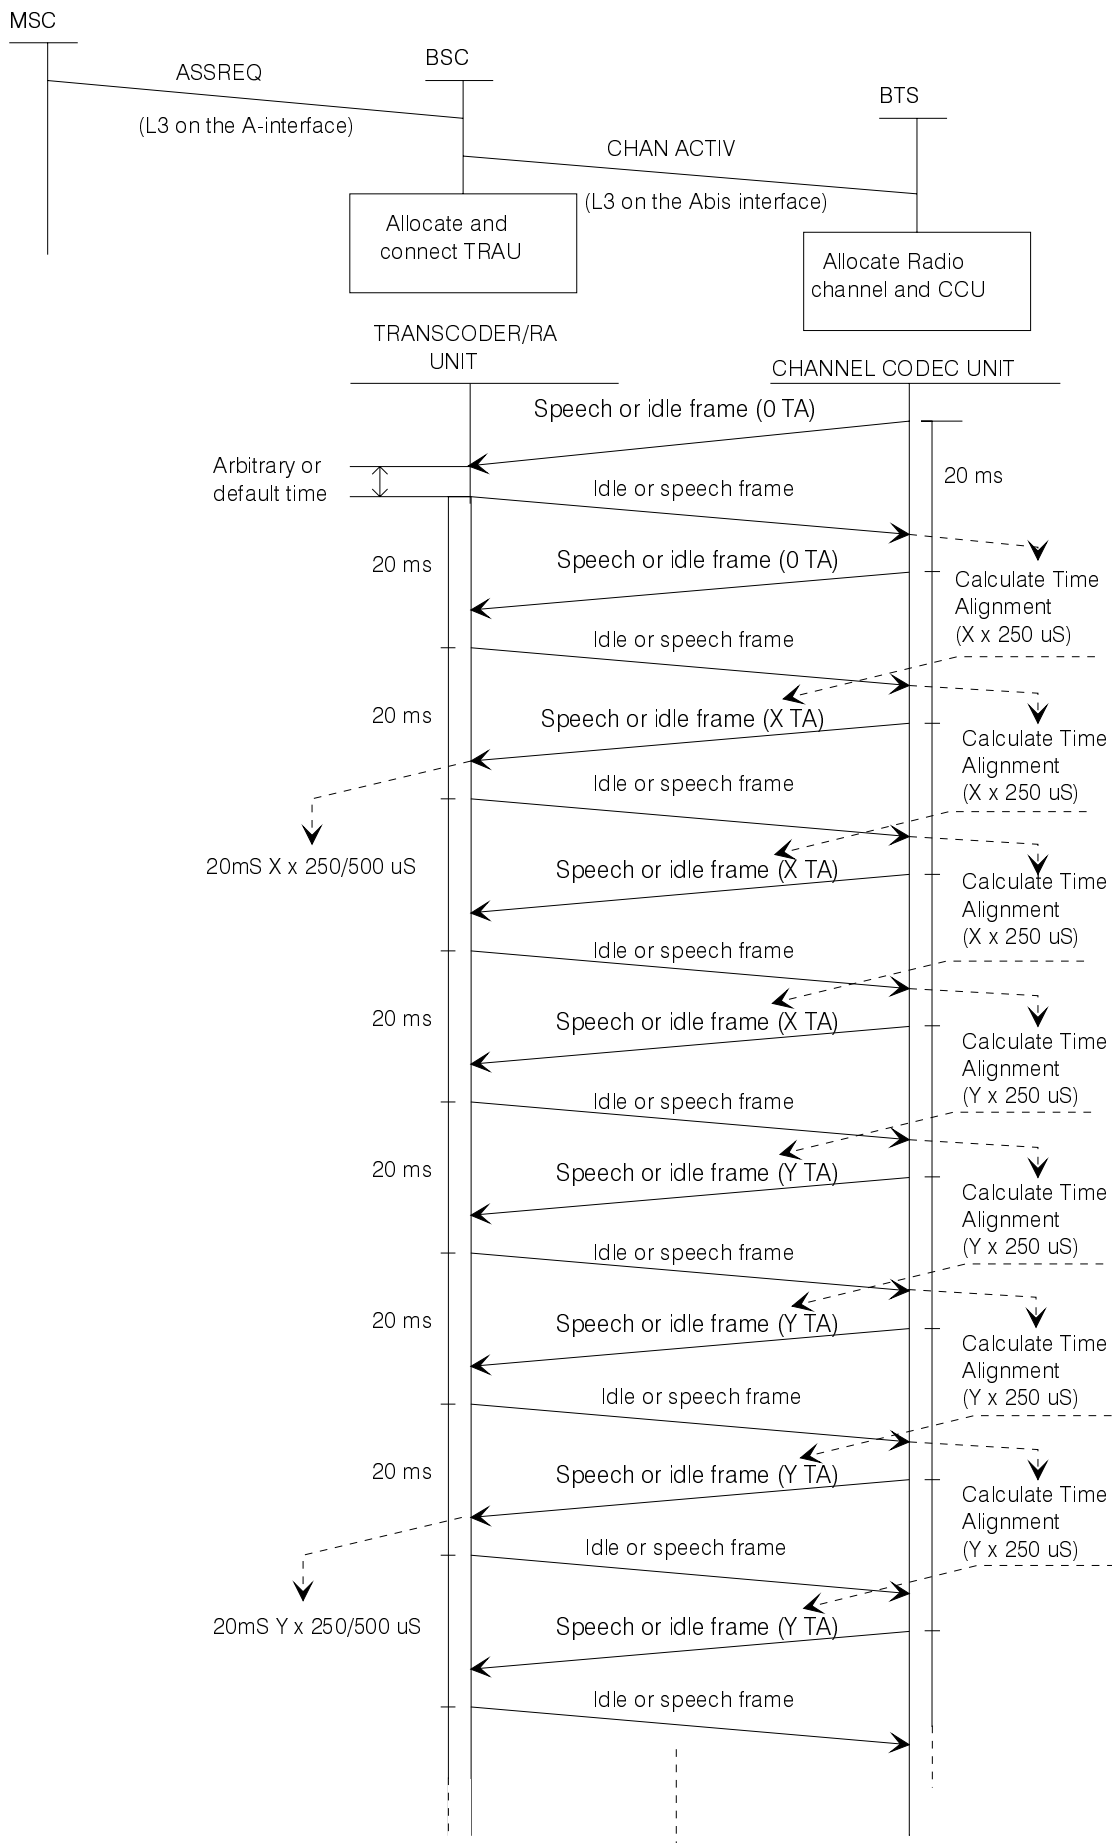 MSC
BSC
ASSREQ
BTS
(L3 on the A-interface)
CHAN ACTIV
(L3 on the Abis interface)
Allocate and
connect TRAU
Allocate Radio
channel and CCU
TRANSCODER/RA
UNIT
CHANNEL CODEC UNIT
Speech or idle frame (0 TA)
Arbitrary or
default time
20 ms
Idle or speech frame
20 ms
Speech or idle frame (0 TA)
Calculate Time
Alignment
(X x 250 uS)
Idle or speech frame
20 ms
Speech or idle frame (X TA)
Calculate Time
Alignment
(X x 250 uS)
Idle or speech frame
20mS X x 250/500 uS
Speech or idle frame (X TA)
Calculate Time
Alignment
(X x 250 uS)
Idle or speech frame
20 ms
Speech or idle frame (X TA)
Calculate Time
Alignment
(Y x 250 uS)
Idle or speech frame
20 ms
Speech or idle frame (Y TA)
Calculate Time
Alignment
(Y x 250 uS)
Idle or speech frame
20 ms
Speech or idle frame (Y TA)
Calculate Time
Alignment
(Y x 250 uS)
Idle or speech frame
20 ms
Speech or idle frame (Y TA)
Calculate Time
Alignment
(Y x 250 uS)
Idle or speech frame
20mS Y x 250/500 uS
Speech or idle frame (Y TA)
Idle or speech frame